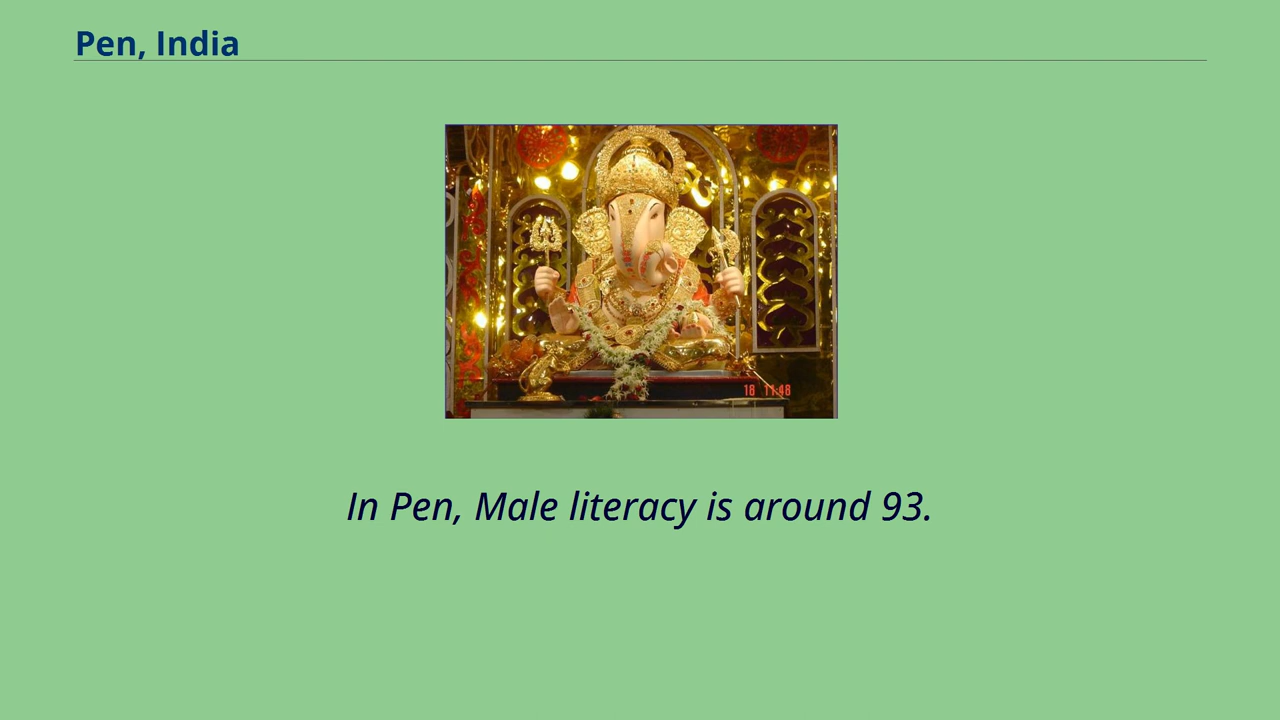 Pen, India
18 11:48
In Pen, Male literacy is around 93.